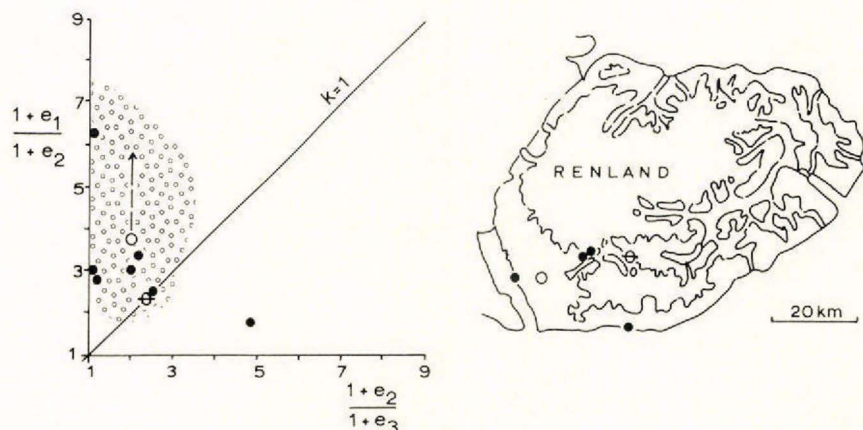 9
7
5
3
1
1 + e₁
1 + e₂
k=1
1 3 5 7 9
1 + e₂
1 + e₃
RENLAND
20 km